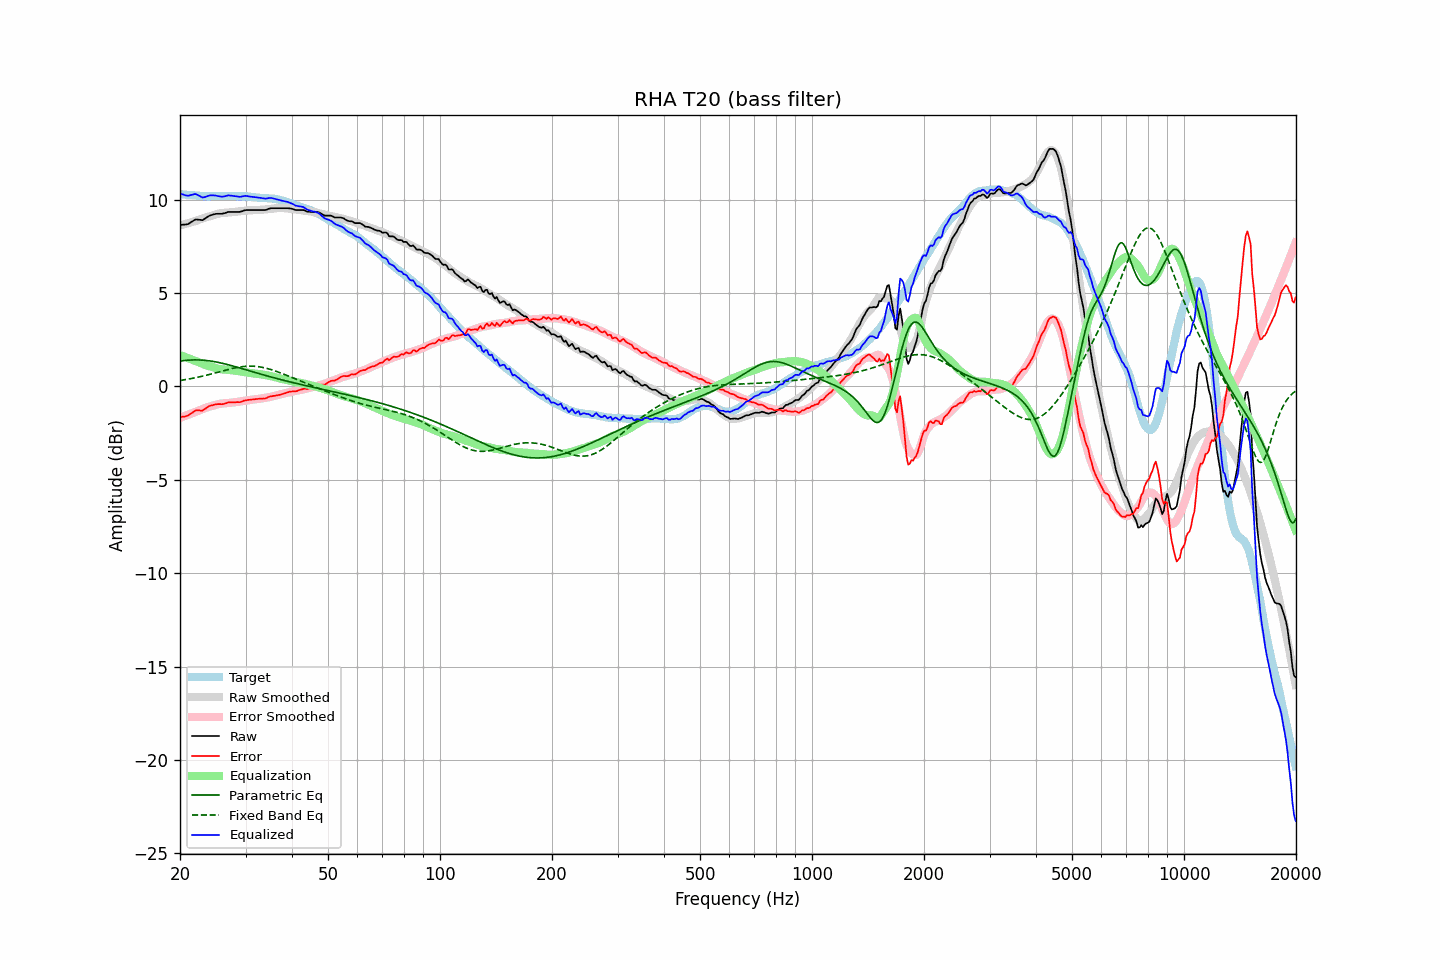 RHA T20 (bass filter)
Amplitude (dBr)
10
5
0
−5
−10
−15
−20
−25
Target
Raw Smoothed
Error Smoothed
Raw
Error
Equalization
Parametric Eq
Fixed Band Eq
Equalized
20 50 100 200 500 1000 2000 5000 10000 20000
Frequency (Hz)